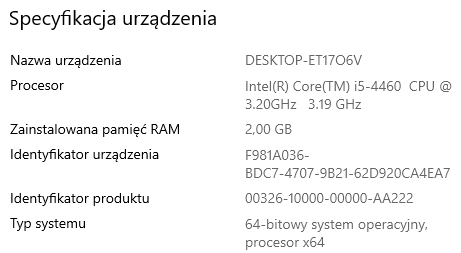 Specyfikacja urządzenia
Nazwa urządzenia DESKTOP-ET17O6V
Procesor Intel(R) Core(TM) i5-4460 CPU @
3.20GHz 3.19 GHz
Zainstalowana pamięć RAM 2,00 GB
Identyfikator urządzenia F981A036-
BDC7-4707-9B21-62D920CA4EA7
Identyfikator produktu 00326-10000-00000-AA222
Typ systemu 64-bitowy system operacyjny,
procesor x64